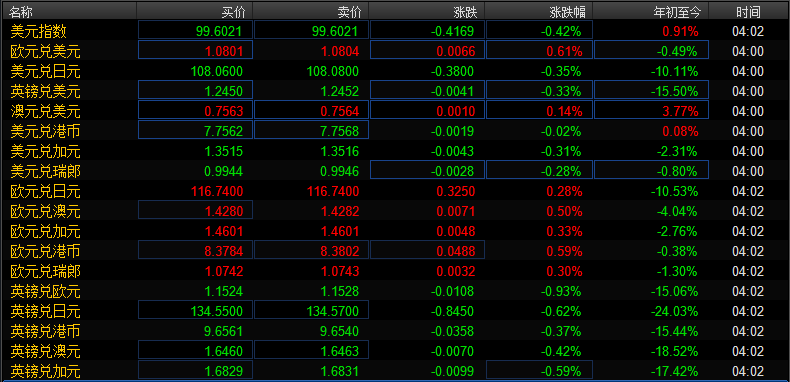 名称 买价 卖价 涨跌 涨跌幅 年初至今 时间
美元指数 99.6021 99.6021 -0.4169 -0.42% 0.91% 04:02
欧元兑美元 1.0801 1.0804 0.0066 0.61% -0.49% 04:00
美元兑日元 108.0600 108.0800 -0.3800 -0.35% -10.11% 04:00
英镑兑美元 1.2450 1.2452 -0.0041 -0.33% -15.50% 04:00
澳元兑美元 0.7563 0.7564 0.0010 0.14% 3.77% 04:00
美元兑港币 7.7562 7.7568 -0.0019 -0.02% 0.08% 04:00
美元兑加元 1.3515 1.3516 -0.0043 -0.31% -2.31% 04:00
美元兑瑞郎 0.9944 0.9946 -0.0028 -0.28% -0.80% 04:00
欧元兑日元 116.7400 116.7400 0.3250 0.28% -10.53% 04:02
欧元兑澳元 1.4280 1.4282 0.0071 0.50% -4.04% 04:02
欧元兑加元 1.4601 1.4601 0.0048 0.33% -2.76% 04:02
欧元兑港币 8.3784 8.3802 0.0488 0.59% -0.38% 04:02
欧元兑瑞郎 1.0742 1.0743 0.0032 0.30% -1.30% 04:02
英镑兑欧元 1.1524 1.1528 -0.0108 -0.93% -15.06% 04:02
英镑兑日元 134.5500 134.5700 -0.8450 -0.62% -24.03% 04:02
英镑兑港币 9.6561 9.6540 -0.0358 -0.37% -15.44% 04:02
英镑兑澳元 1.6460 1.6463 -0.0070 -0.42% -18.52% 04:02
英镑兑加元 1.6829 1.6831 -0.0099 -0.59% -17.42% 04:02